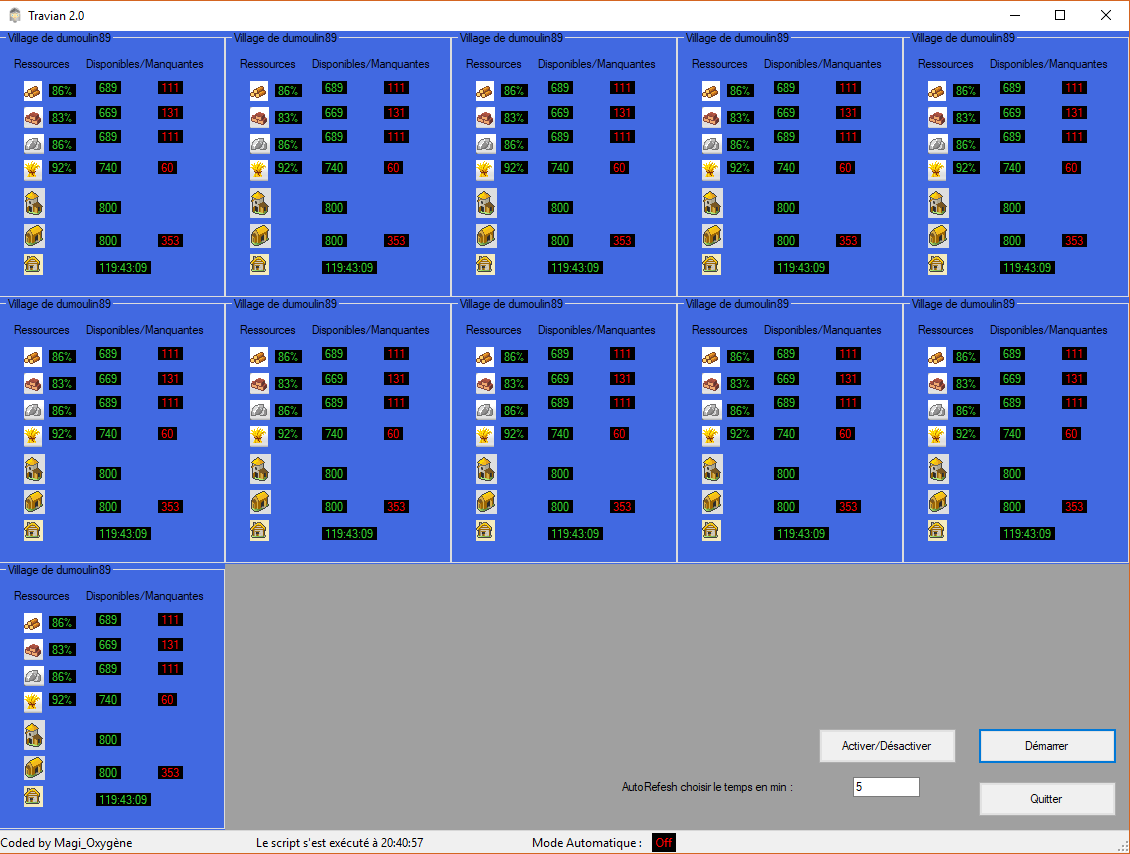 Travian 2.0
Village de dumoulin89 Village de dumoulin89 Village de dumoulin89 Village de dumoulin89 Village de dumoulin89
Ressources Disponibles/Manquantes Ressources Disponibles/Manquantes Ressources Disponibles/Manquantes Ressources Disponibles/Manquantes Ressources Disponibles/Manquantes
86% 689 111 86% 689 111 86% 689 111 86% 689 111 86% 689 111
83% 669 131 83% 669 131 83% 669 131 83% 669 131 83% 669 131
86% 689 111 86% 689 111 86% 689 111 86% 689 111 86% 689 111
92% 740 60 92% 740 60 92% 740 60 92% 740 60 92% 740 60
800 800 800 800 800
800 353 800 353 800 353 800 353 800 353
119:43:09 119:43:09 119:43:09 119:43:09 119:43:09
Village de dumoulin89 Village de dumoulin89 Village de dumoulin89 Village de dumoulin89 Village de dumoulin89
Ressources Disponibles/Manquantes Ressources Disponibles/Manquantes Ressources Disponibles/Manquantes Ressources Disponibles/Manquantes Ressources Disponibles/Manquantes
86% 689 111 86% 689 111 86% 689 111 86% 689 111 86% 689 111
83% 669 131 83% 669 131 83% 669 131 83% 669 131 83% 669 131
86% 689 111 86% 689 111 86% 689 111 86% 689 111 86% 689 111
92% 740 60 92% 740 60 92% 740 60 92% 740 60 92% 740 60
800 800 800 800 800
800 353 800 353 800 353 800 353 800 353
119:43:09 119:43:09 119:43:09 119:43:09 119:43:09
Village de dumoulin89
Ressources Disponibles/Manquantes
86% 689 111
83% 669 131
86% 689 111
92% 740 60
800
800 353
119:43:09
Activer/Désactiver Démarrer
AutoRefesh choisir le temps en min : 5
Quitter
Coded by Magi_Oxygène Le script s'est exécuté à 20:40:57 Mode Automatique : Off